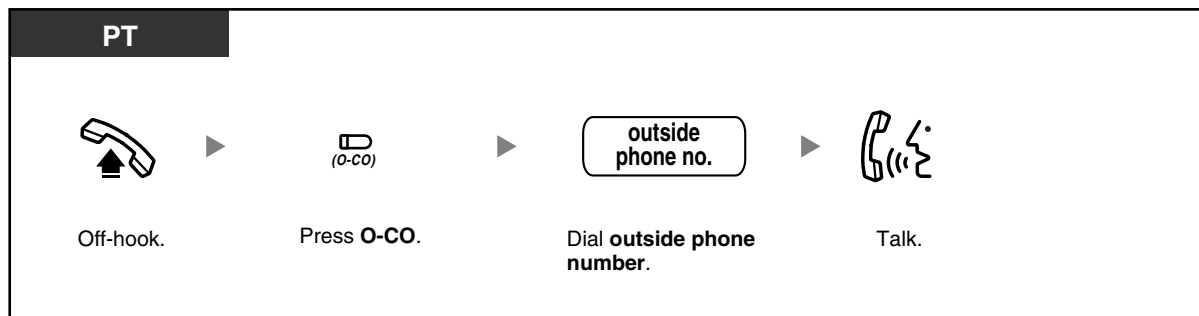 PT
outside
phone no.
(O-CO)
Off-hook.
Press O-CO.
Dial outside phone
number.
Talk.